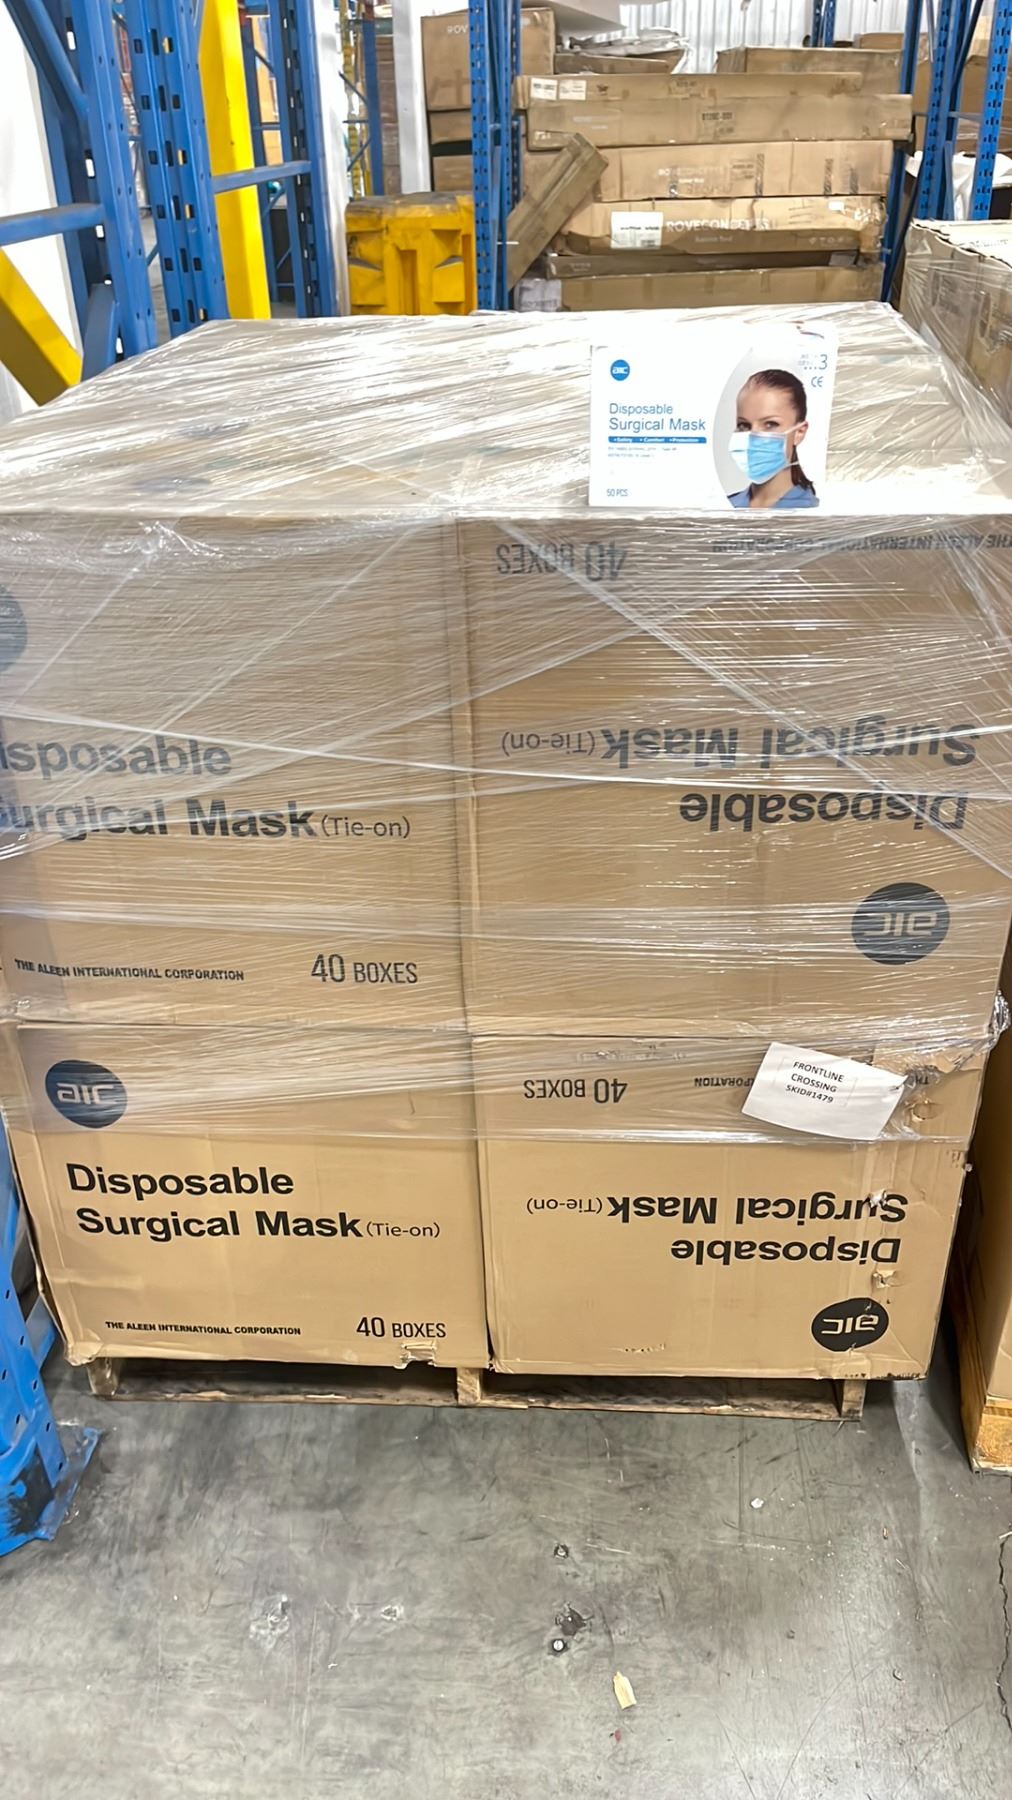 ROVECONCEPTS
aic
Disposable
Surgical Mask
•Safety •Comfort •Protection
50 PCS
CE
40 BOXES
THE ALEEN INTERNATIONAL CORPORATION
isposable
Surgical Mask (Tie-on)
THE ALEEN INTERNATIONAL CORPORATION
40 BOXES
Disposable
Surgical Mask (Tie-on)
aic
aic
Disposable
Surgical Mask (Tie-on)
THE ALEEN INTERNATIONAL CORPORATION
40 BOXES
40 BOXES
FRONTLINE
CROSSING
SKID#1479
Disposable
Surgical Mask (Tie-on)
aic